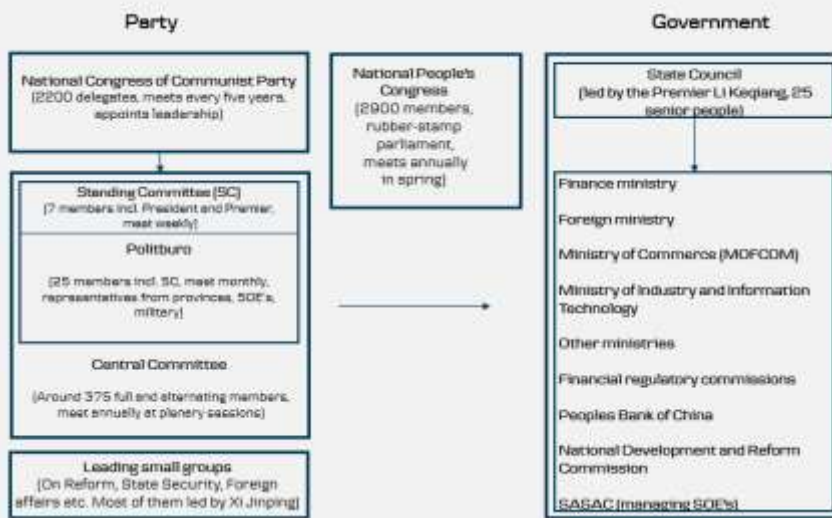 Party
National Congress of Communist Party
(2200 delegates, meets every five years,
appoints leadership)
Standing Committee (SC)
(7 members incl. President and Premier,
meet weekly)
Politburo
(25 members incl. SC, meet monthly,
representatives from provinces, SOE's,
military)
Central Committee
(Around 375 full and alternating members,
meet annually at plenery sessions)
Leading small groups
(On Reform, State Security, Foreign
affairs etc. Most of them led by Xi Jinping)
National People's
Congress
(2900 members,
rubber-stamp
parliament,
meets annually
in spring)
Government
State Council
(led by the Premier Li Keqiang, 25
senior people)
Finance ministry
Foreign ministry
Ministry of Commerce (MOFCOM)
Ministry of Industry and Information
Technology
Other ministries
Financial regulatory commissions
Peoples Bank of China
National Development and Reform
Commission
SASAC (managing SOE's)